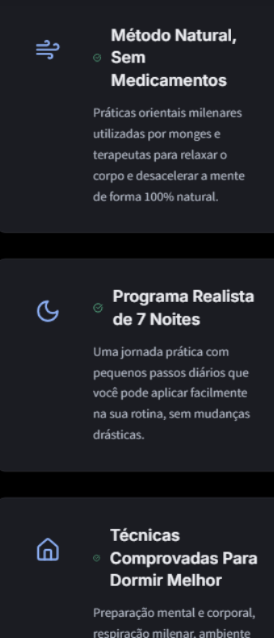 Método Natural,
Sem
Medicamentos
Práticas orientais milenares
utilizadas por monges e
terapeutas para relaxar o
corpo e desacelerar a mente
de forma 100% natural.
Programa Realista
de 7 Noites
Uma jornada prática com
pequenos passos diários que
você pode aplicar facilmente
na sua rotina, sem mudanças
drásticas.
Técnicas
Comprovadas Para
Dormir Melhor
Preparação mental e corporal,
respiração milenar, ambiente